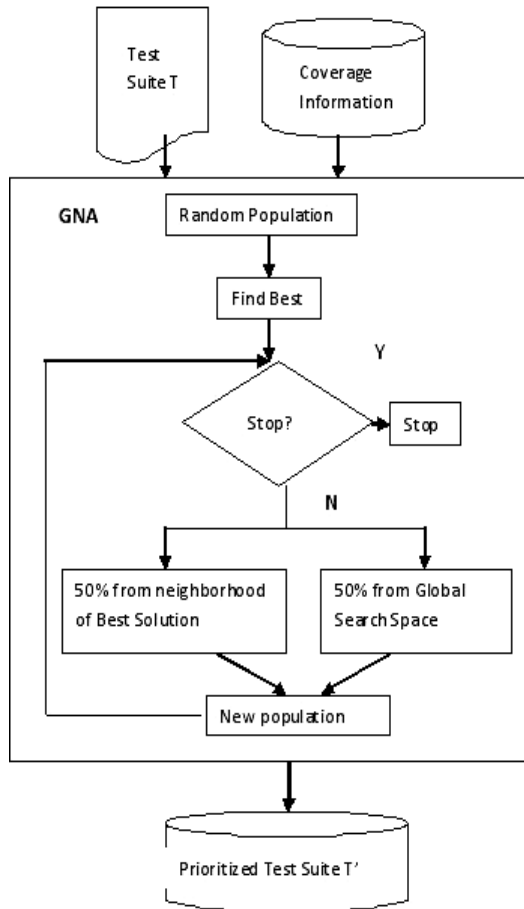 Test
Suite T
Coverage
Information
GNA
Random Population
Find Best
Y
Stop?
Stop
N
50% from neighborhood
of Best Solution
50% from Global
Search Space
New population
Prioritized Test Suite T’